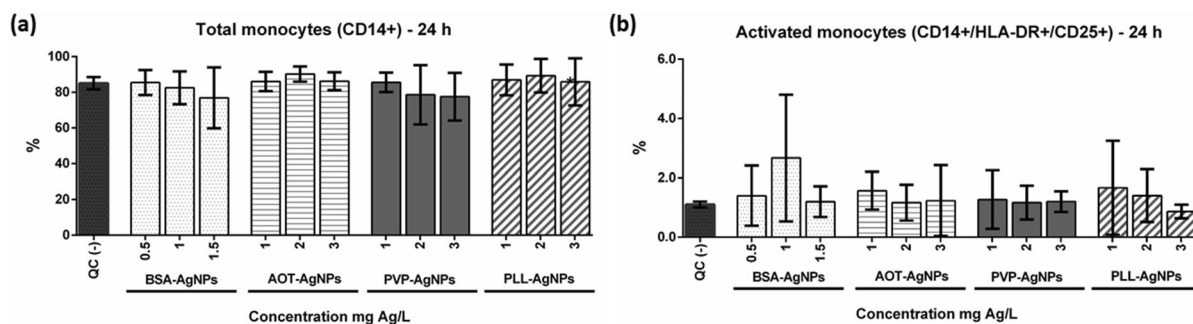 (a)
Total monocytes (CD14+) - 24 h
100
80
60
40
20
0
%
*
QC (-)
0.5
1
1.5
1
2
3
1
2
3
1
2
3
BSA-AgNPs
AOT-AgNPs
PVP-AgNPs
PLL-AgNPs
Concentration mg Ag/L
(b)
Activated monocytes (CD14+/HLA-DR+/CD25+) - 24 h
6.0
4.0
2.0
0.0
%
QC (-)
0.5
1
1.5
1
2
3
1
2
3
1
2
3
BSA-AgNPs
AOT-AgNPs
PVP-AgNPs
PLL-AgNPs
Concentration mg Ag/L